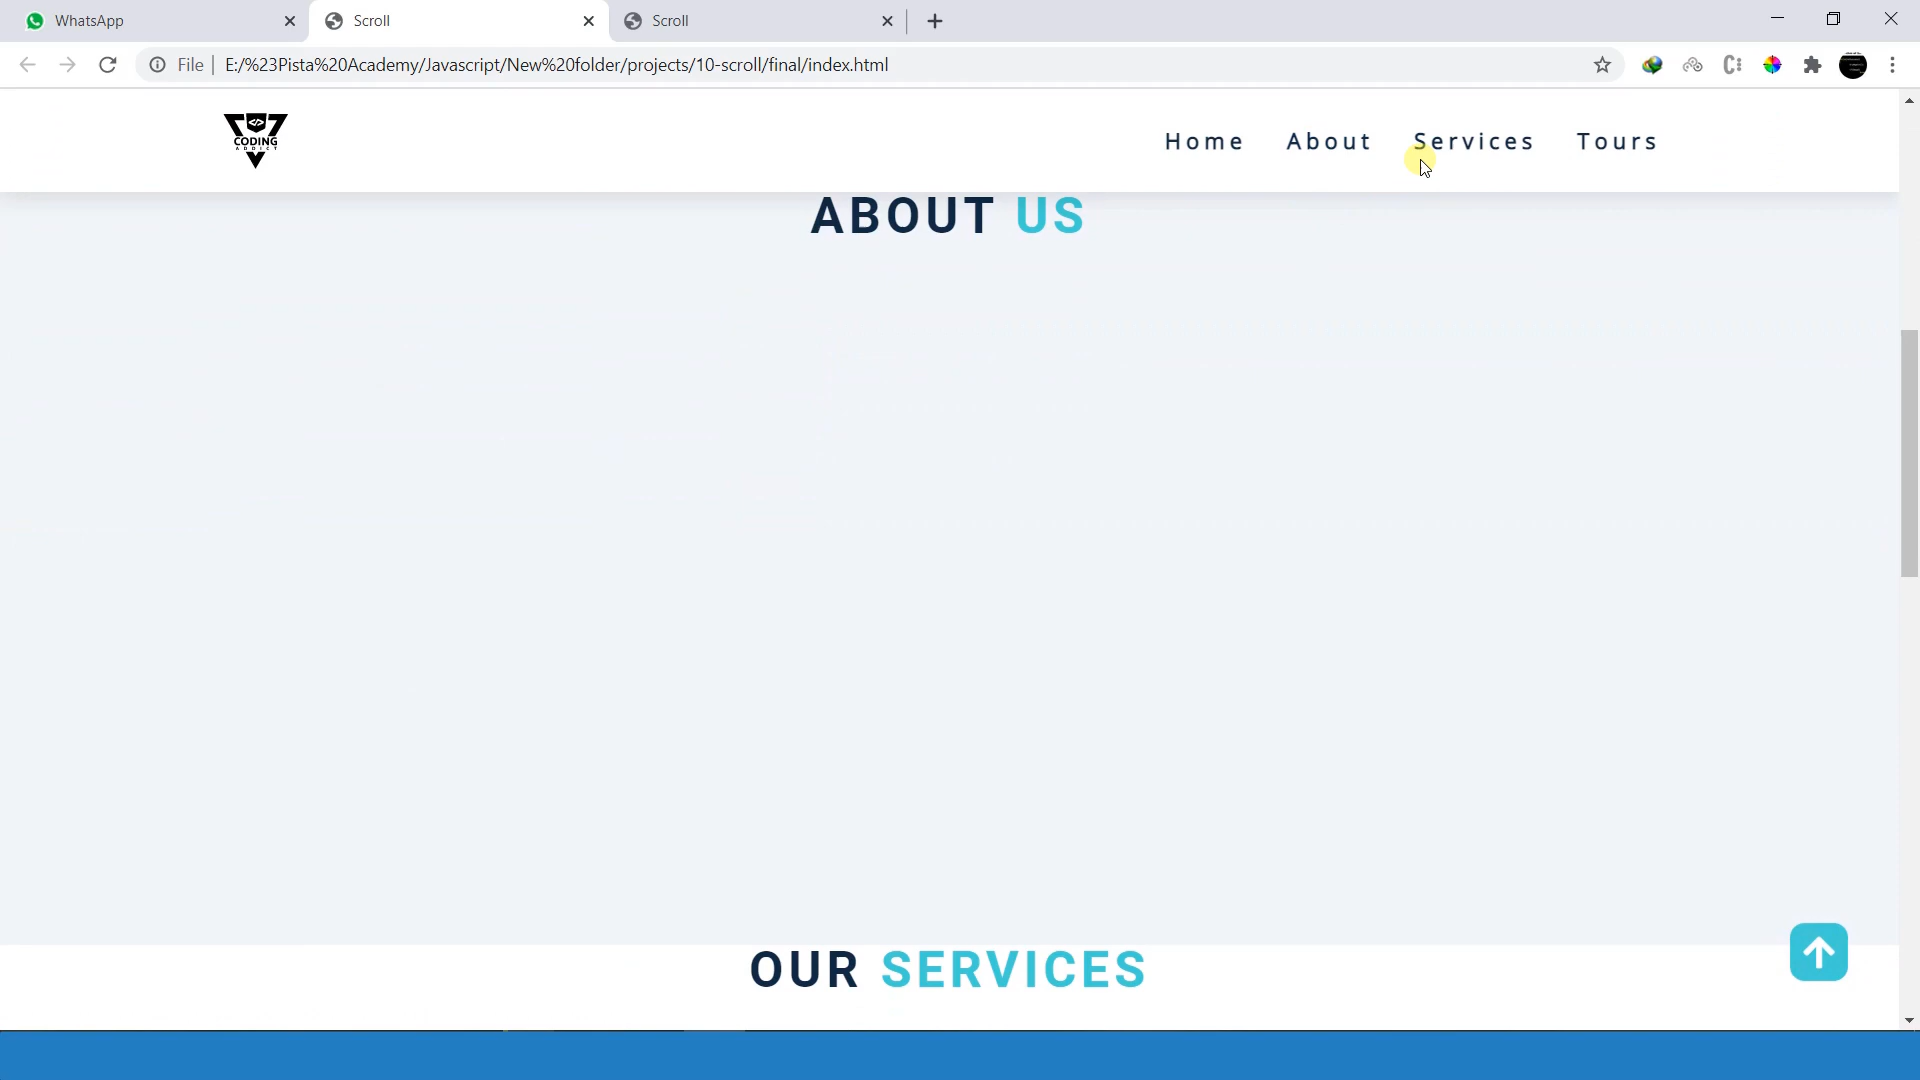 WhatsApp
Scroll
Scroll
File
E:/%23Pista%20Academy/Javascript/New%20folder/projects/10-scroll/final/index.html
CODING
ADDICT
Home
About
Services
Tours
ABOUT US
OUR SERVICES